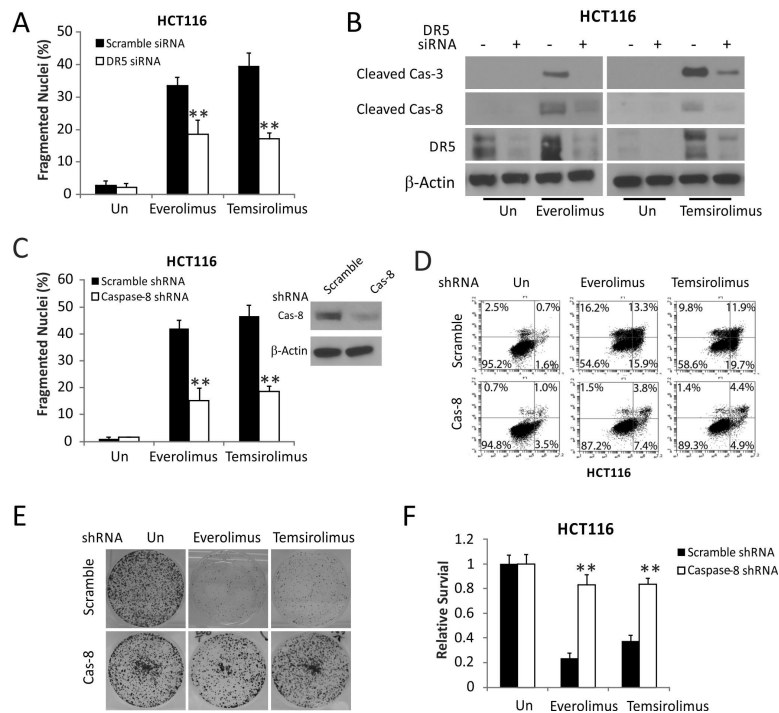 A
HCT116
Fragmented Nuclei (%)
50
40
30
20
10
0
Scramble siRNA
DR5 siRNA
**
**
Un Everolimus Temsirolimus
B
HCT116
DR5
siRNA - + - + - + - +
Cleaved Cas-3
Cleaved Cas-8
DR5
β-Actin
Un Everolimus Un Temsirolimus
C
HCT116
Fragmented Nuclei (%)
60
50
40
30
20
10
0
Scramble shRNA
Caspase-8 shRNA
**
**
Un Everolimus Temsirolimus
shRNA Scramble Cas-8
Cas-8
β-Actin
D
shRNA Un Everolimus Temsirolimus
Scramble
2.5% 0.7% 16.2% 13.3% 9.8% 11.9%
95.2% 1.6% 54.6% 15.9% 58.6% 19.7%
Cas-8
0.7% 1.0% 1.5% 3.8% 1.4% 4.4%
94.8% 3.5% 87.2% 7.4% 89.3% 4.9%
HCT116
E
shRNA Un Everolimus Temsirolimus
Scramble
Cas-8
F
HCT116
Relative Survial
1.2
1
0.8
0.6
0.4
0.2
0
Scramble shRNA
Caspase-8 shRNA
**
**
Un Everolimus Temsirolimus